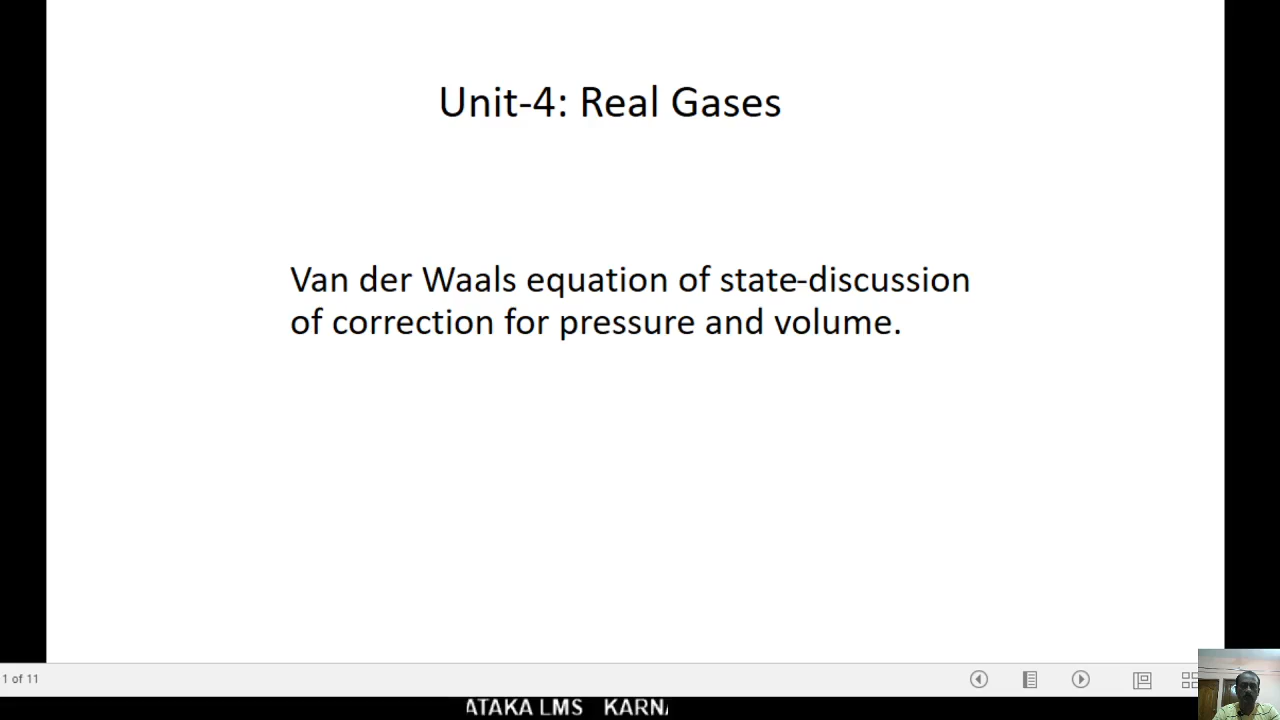 Unit-4: Real Gases
Van der Waals equation of state-discussion
of correction for pressure and volume.
1 of 11
ATAKA LMS KARNA